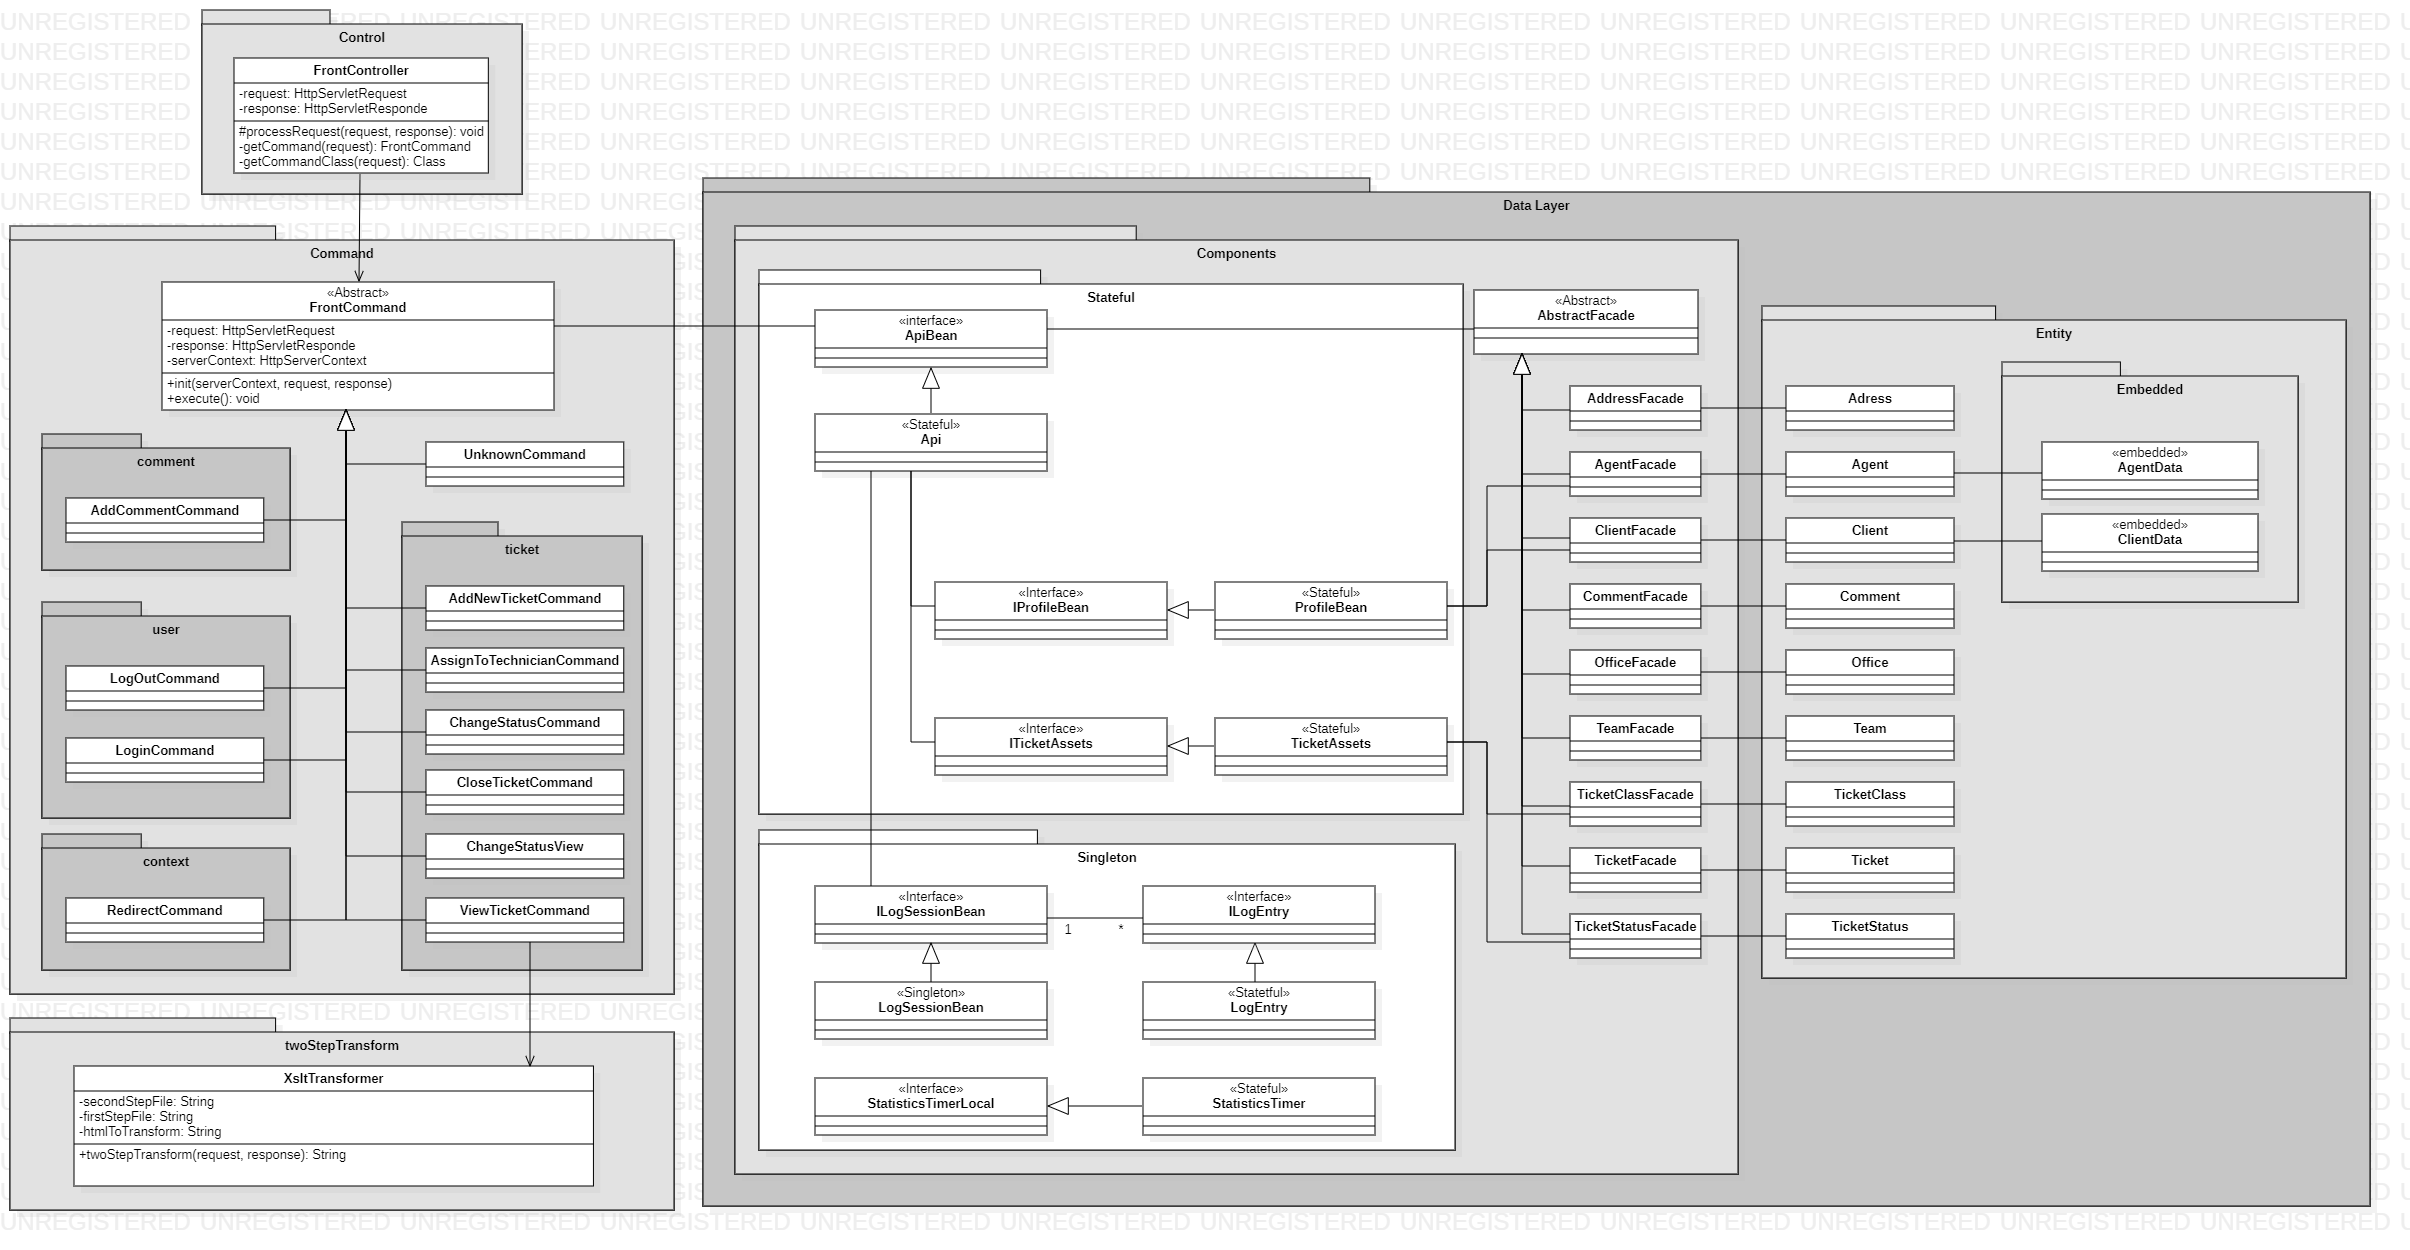 Control
FrontController
-request: HttpServletRequest
-response: HttpServletResponde
#processRequest(request, response): void
-getCommand(request): FrontCommand
-getCommandClass(request): Class
Command
«Abstract»
FrontCommand
-request: HttpServletRequest
-response: HttpServletResponde
-serverContext: HttpServerContext
+init(serverContext, request, response)
+execute(): void
comment
AddCommentCommand
UnknownCommand
user
LogOutCommand
LoginCommand
context
RedirectCommand
ticket
AddNewTicketCommand
AssignToTechnicianCommand
ChangeStatusCommand
CloseTicketCommand
ChangeStatusView
ViewTicketCommand
twoStepTransform
XsltTransformer
-secondStepFile: String
-firstStepFile: String
-htmlToTransform: String
+twoStepTransform(request, response): String
Data Layer
Components
Stateful
«interface»
ApiBean
«Stateful»
Api
«Interface»
IProfileBean
«Stateful»
ProfileBean
«Interface»
ITicketAssets
«Stateful»
TicketAssets
Singleton
«Interface»
ILogSessionBean
1
*
«Interface»
ILogEntry
«Singleton»
LogSessionBean
«Statetful»
LogEntry
«Interface»
StatisticsTimerLocal
«Stateful»
StatisticsTimer
«Abstract»
AbstractFacade
AddressFacade
AgentFacade
ClientFacade
CommentFacade
OfficeFacade
TeamFacade
TicketClassFacade
TicketFacade
TicketStatusFacade
Entity
Adress
Agent
Client
Comment
Office
Team
TicketClass
Ticket
TicketStatus
Embedded
«embedded»
AgentData
«embedded»
ClientData
UNREGISTERED